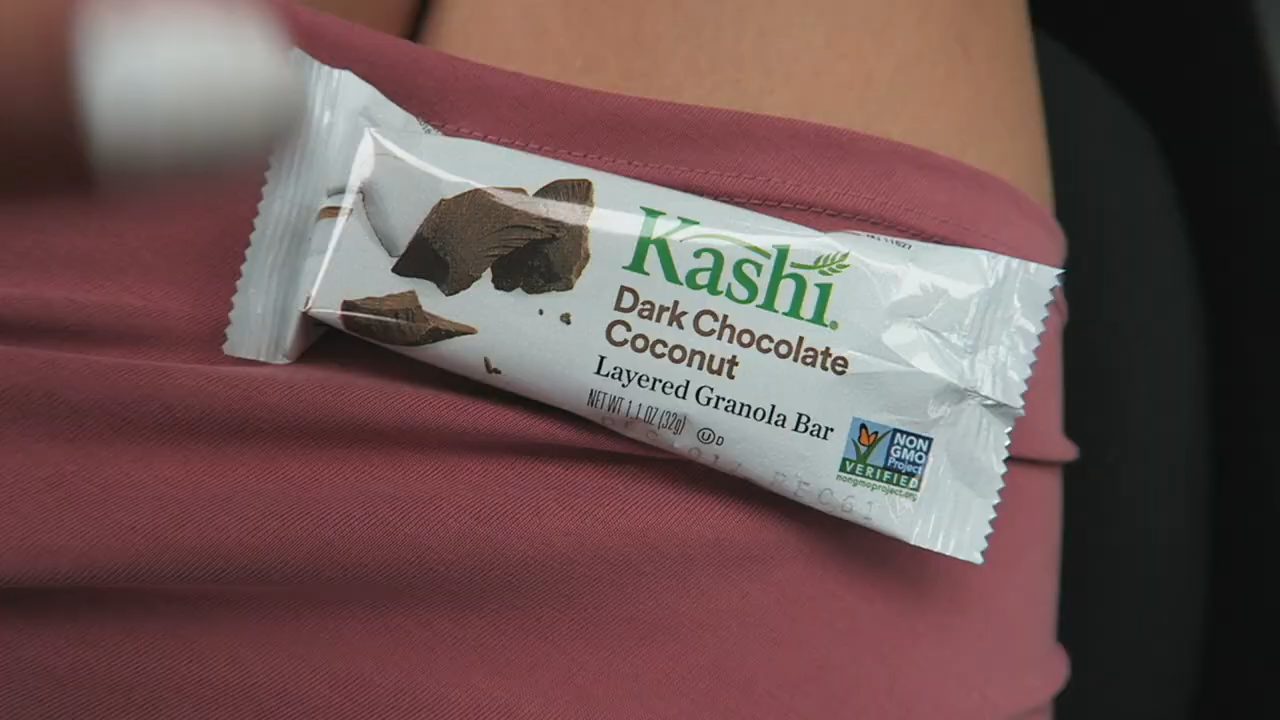 Kashi
Dark Chocolate
Coconut
Layered Granola Bar
NET WT 1.1 OZ (32g) U D
NON
GMO
Project
VERIFIED
nongmoproject.org